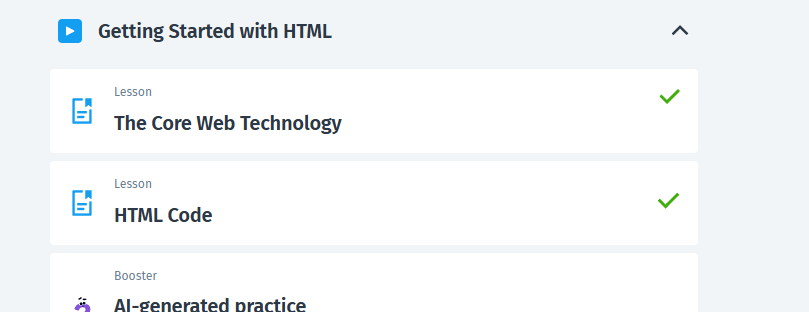 Getting Started with HTML
Lesson
The Core Web Technology
Lesson
HTML Code
Booster
AI-generated practice